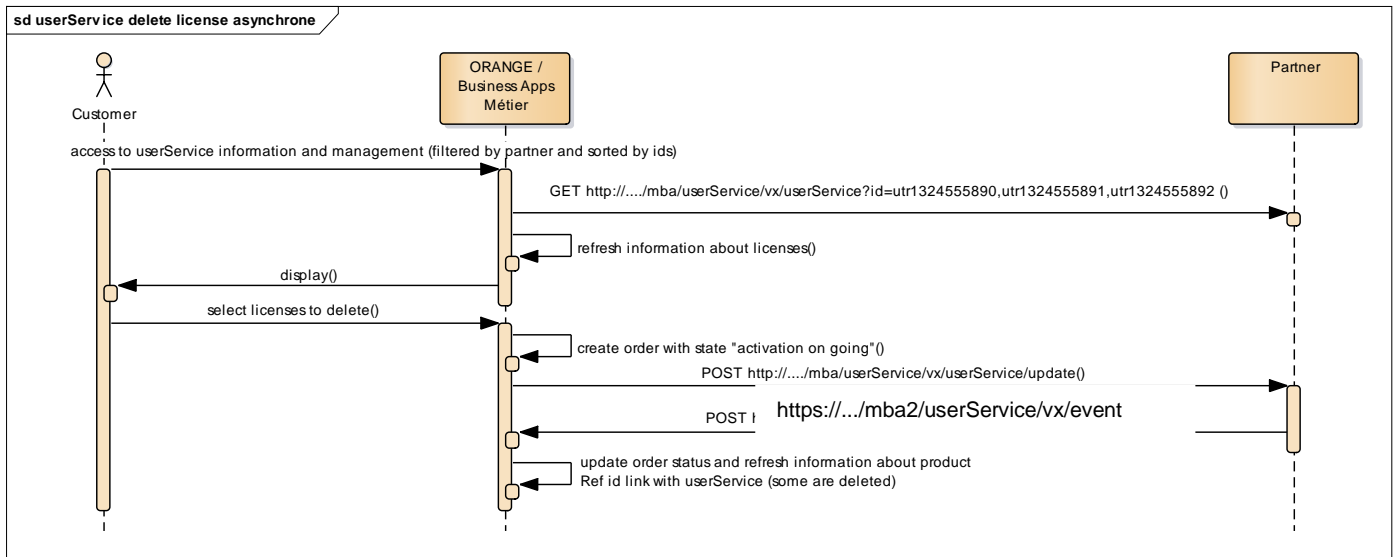 sd userService delete license asynchrone
Customer
ORANGE /
Business Apps
Métier
Partner
access to userService information and management (filtered by partner and sorted by ids)
GET http://..../mba/userService/vx/userService?id=utr1324555890,utr1324555891,utr1324555892 ()
refresh information about licenses()
display()
select licenses to delete()
create order with state "activation on going"()
POST http://..../mba/userService/vx/userService/update()
POST
https://.../mba2/userService/vx/event
update order status and refresh information about product
Ref id link with userService (some are deleted)